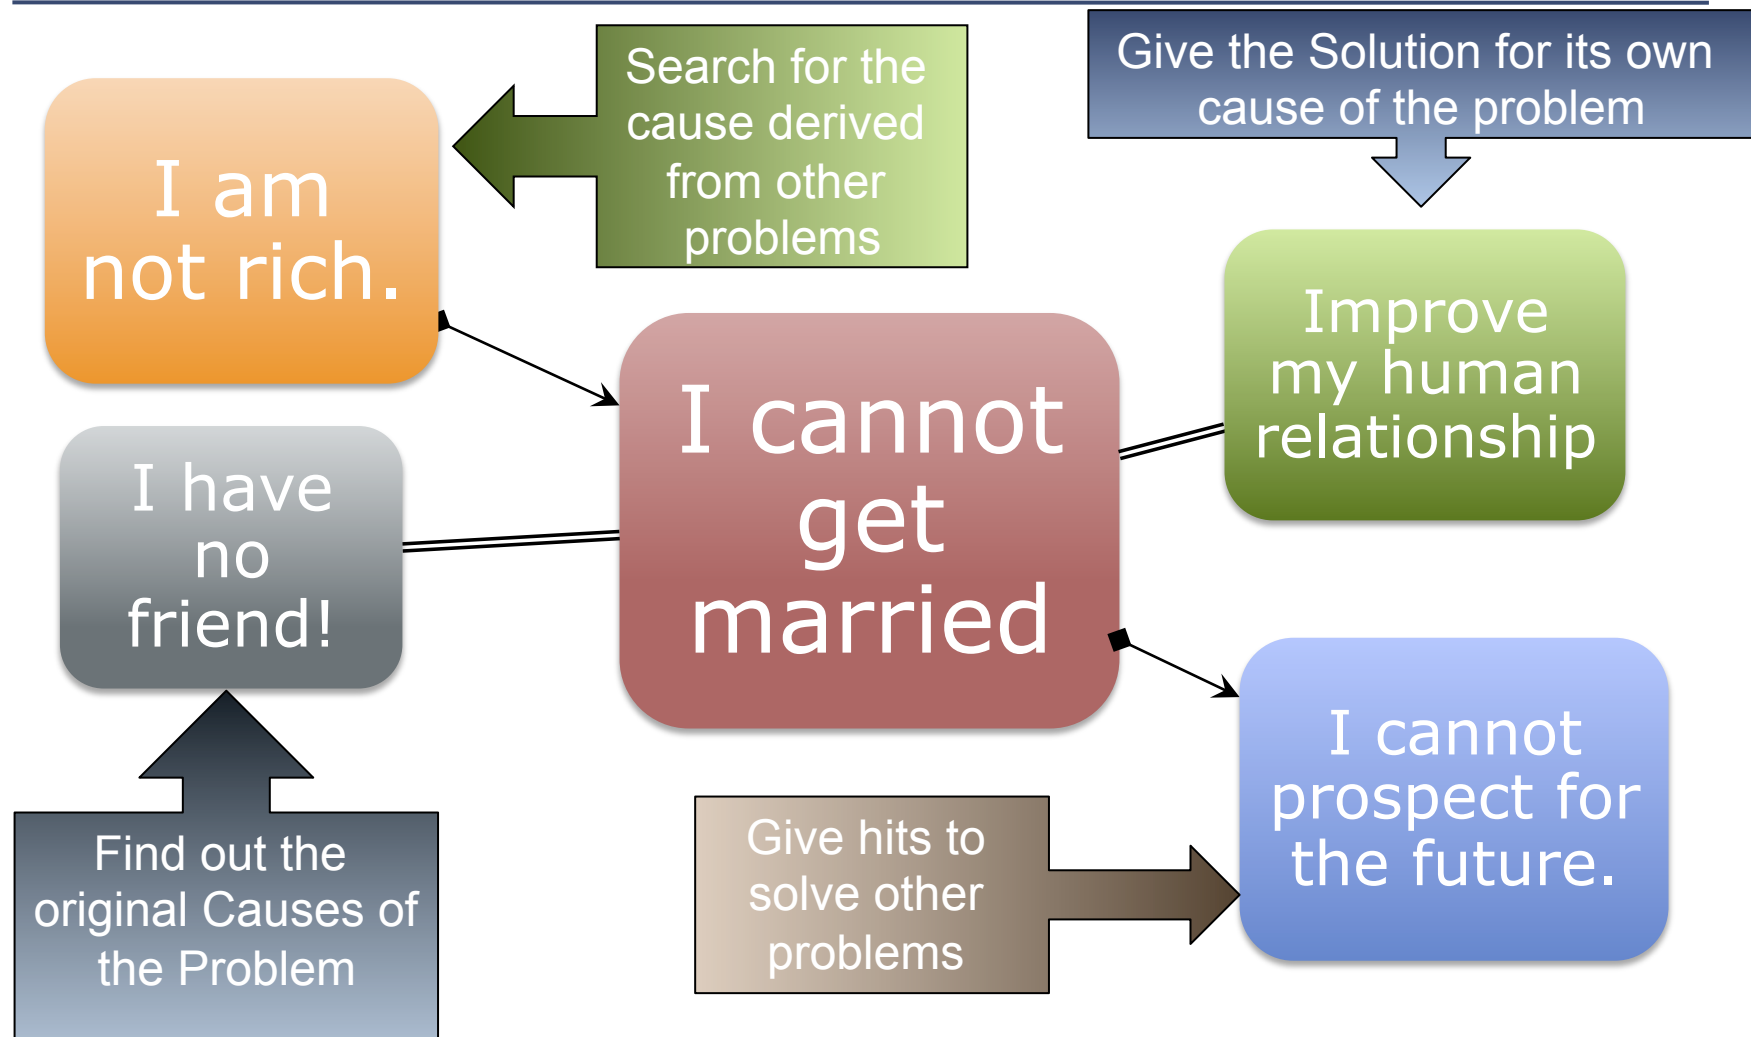 Search for the
cause derived
from other
problems
Give the Solution for its own
cause of the problem
I am
not rich.
I cannot
get
married
Improve
my human
relationship
I have
no
friend!
I cannot
prospect for
the future.
Find out the
original Causes of
the Problem
Give hits to
solve other
problems